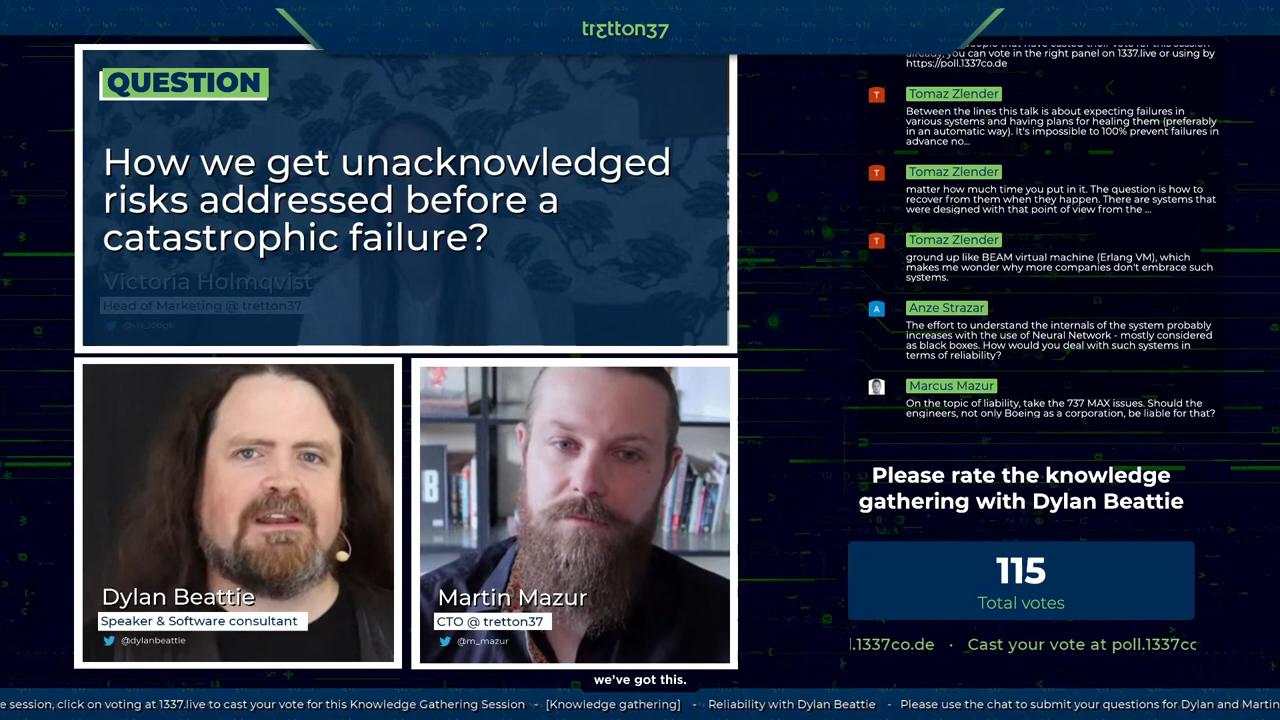 tretton37
QUESTION
How we get unacknowledged
risks addressed before a
catastrophic failure?
Victoria Holmqvist
Head of Marketing @ tretton37
Dylan Beattie
Speaker & Software consultant
@dylanbeattie
B
Martin Mazur
CTO @ tretton37
@m_mazur
you can vote in the right panel on 1337.live or using by
https://poll.1337co.de
T
Tomaz Zlender
Between the lines this talk is about expecting failures in
various systems and having plans for healing them (preferably
in an automatic way). It's impossible to 100% prevent failures in
advance no...
T
Tomaz Zlender
matter how much time you put in it. The question is how to
recover from them when they happen. There are systems that
were designed with that point of view from the ...
T
Tomaz Zlender
ground up like BEAM virtual machine (Erlang VM), which
makes me wonder why more companies don't embrace such
systems.
A
Anze Strazar
The effort to understand the internals of the system probably
increases with the use of Neural Network - mostly considered
as black boxes. How would you deal with such systems in
terms of reliability?
Marcus Mazur
On the topic of liability, take the 737 MAX issues. Should the
engineers, not only Boeing as a corporation, be liable for that?
Please rate the knowledge
gathering with Dylan Beattie
115
Total votes
l.1337co.de · Cast your vote at poll.1337cc
we've got this.
e session, click on voting at 1337.live to cast your vote for this Knowledge Gathering Session - [Knowledge gathering] - Reliability with Dylan Beattie - Please use the chat to submit your questions for Dylan and Martin